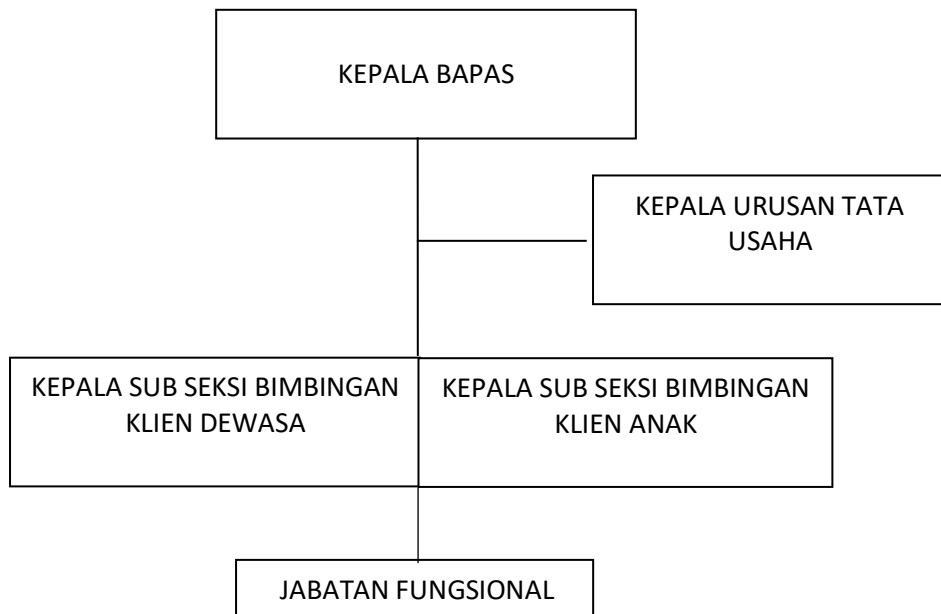 KEPALA BAPAS
KEPALA URUSAN TATA
USAHA
KEPALA SUB SEKSI BIMBINGAN
KLIEN DEWASA
KEPALA SUB SEKSI BIMBINGAN
KLIEN ANAK
JABATAN FUNGSIONAL